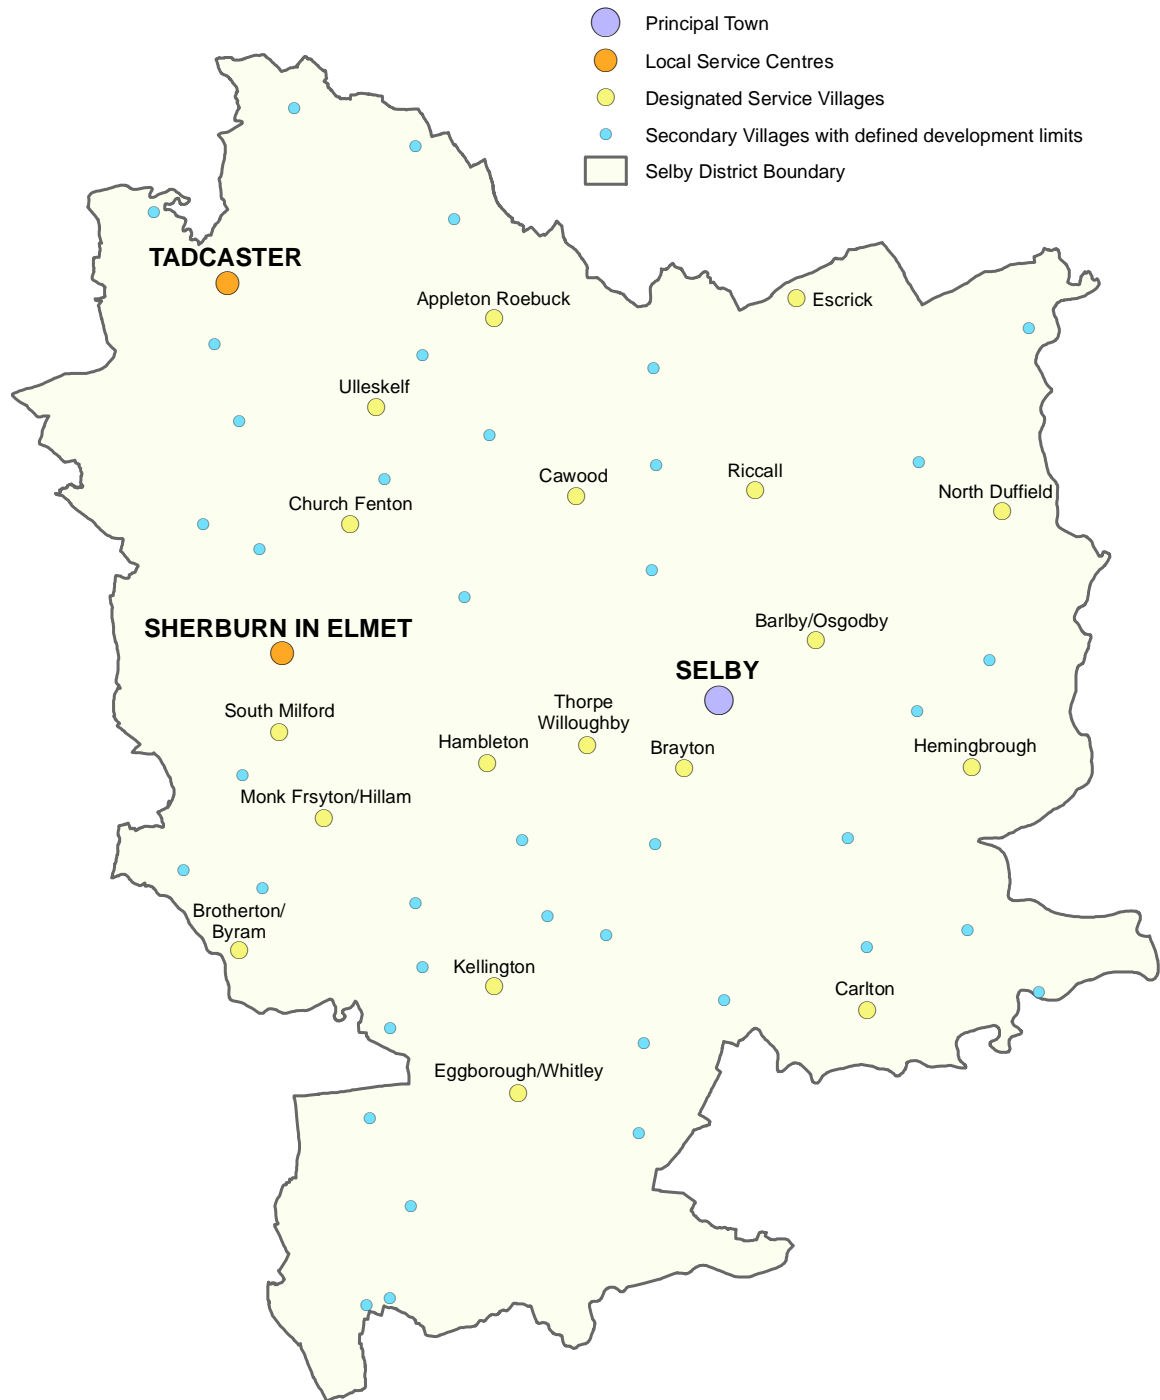 Principal Town
Local Service Centres
Designated Service Villages
Secondary Villages with defined development limits
Selby District Boundary
TADCASTER
Appleton Roebuck
Escrick
Ulleskelf
Cawood
Riccall
North Duffield
Church Fenton
SHERBURN IN ELMET
Barlby/Osgodby
SELBY
South Milford
Thorpe
Willoughby
Hambleton
Brayton
Hemingbrough
Monk Frsyton/Hillam
Brotherton/
Byram
Kellington
Carlton
Eggborough/Whitley